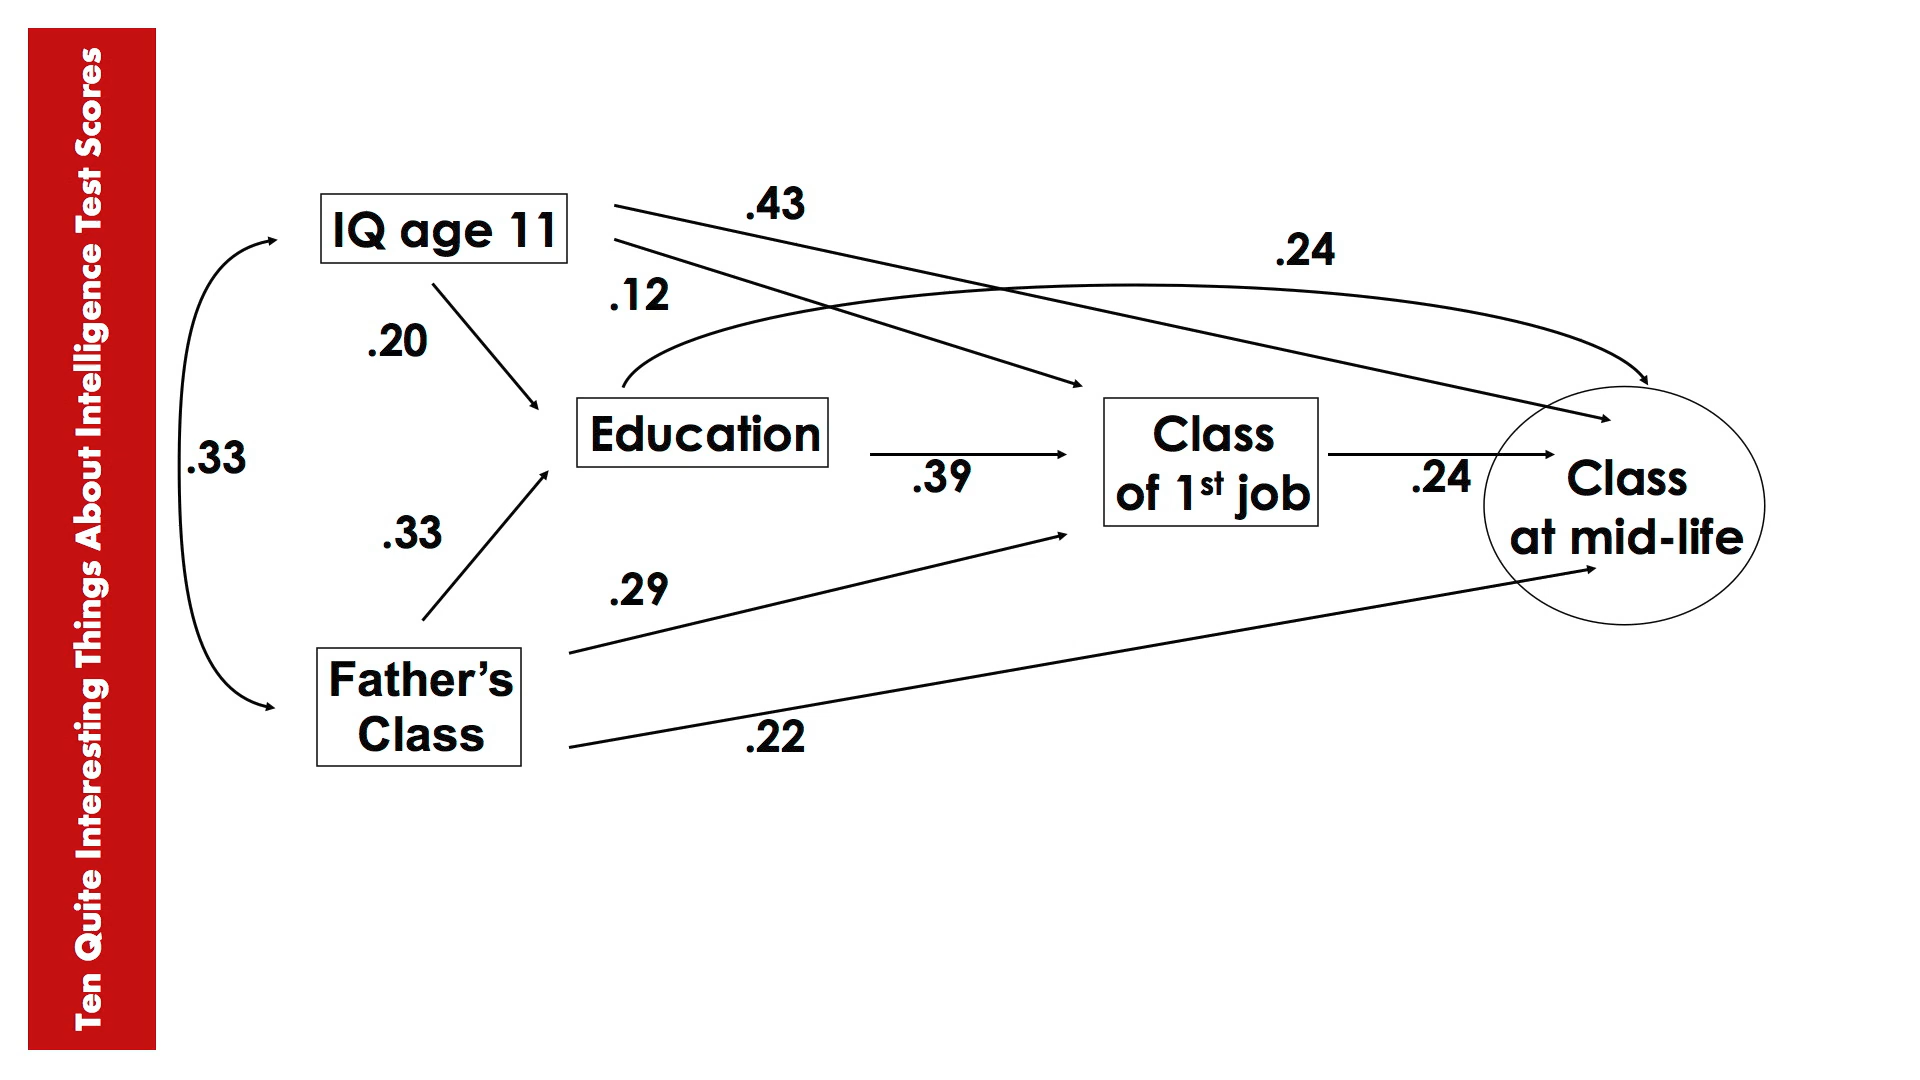 Ten Quite Interesting Things About Intelligence Test Scores
IQ age 11
.43
.24
.12
.20
Education
Class
of 1st job
.33
.39
.24
Class
at mid-life
.33
.29
Father’s
Class
.22